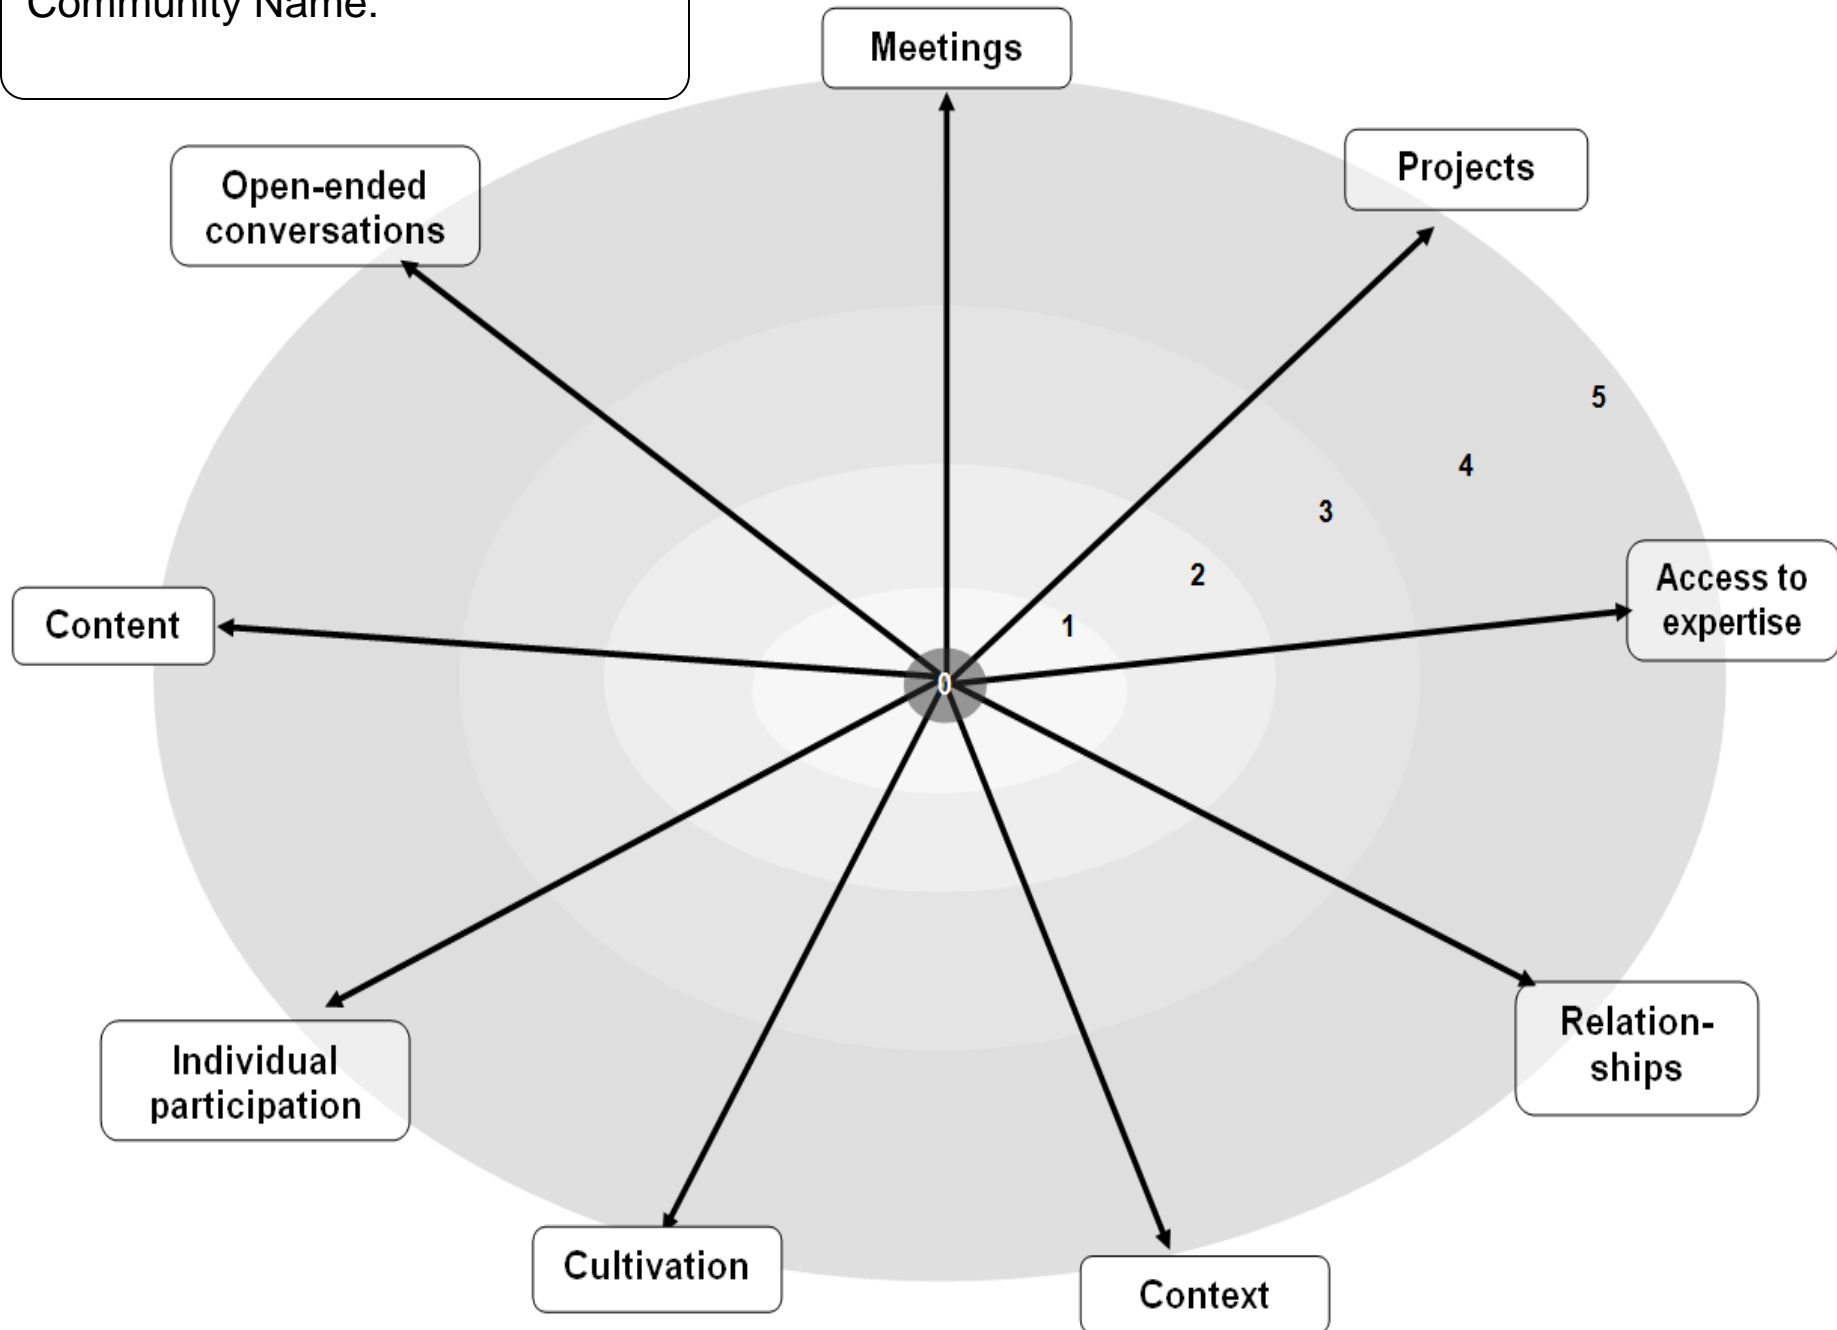 Community Name:
Meetings
Projects
Open-ended
conversations
5
4
3
Access to
expertise
2
Content
1
0
Relation-
ships
Individual
participation
Cultivation
Context